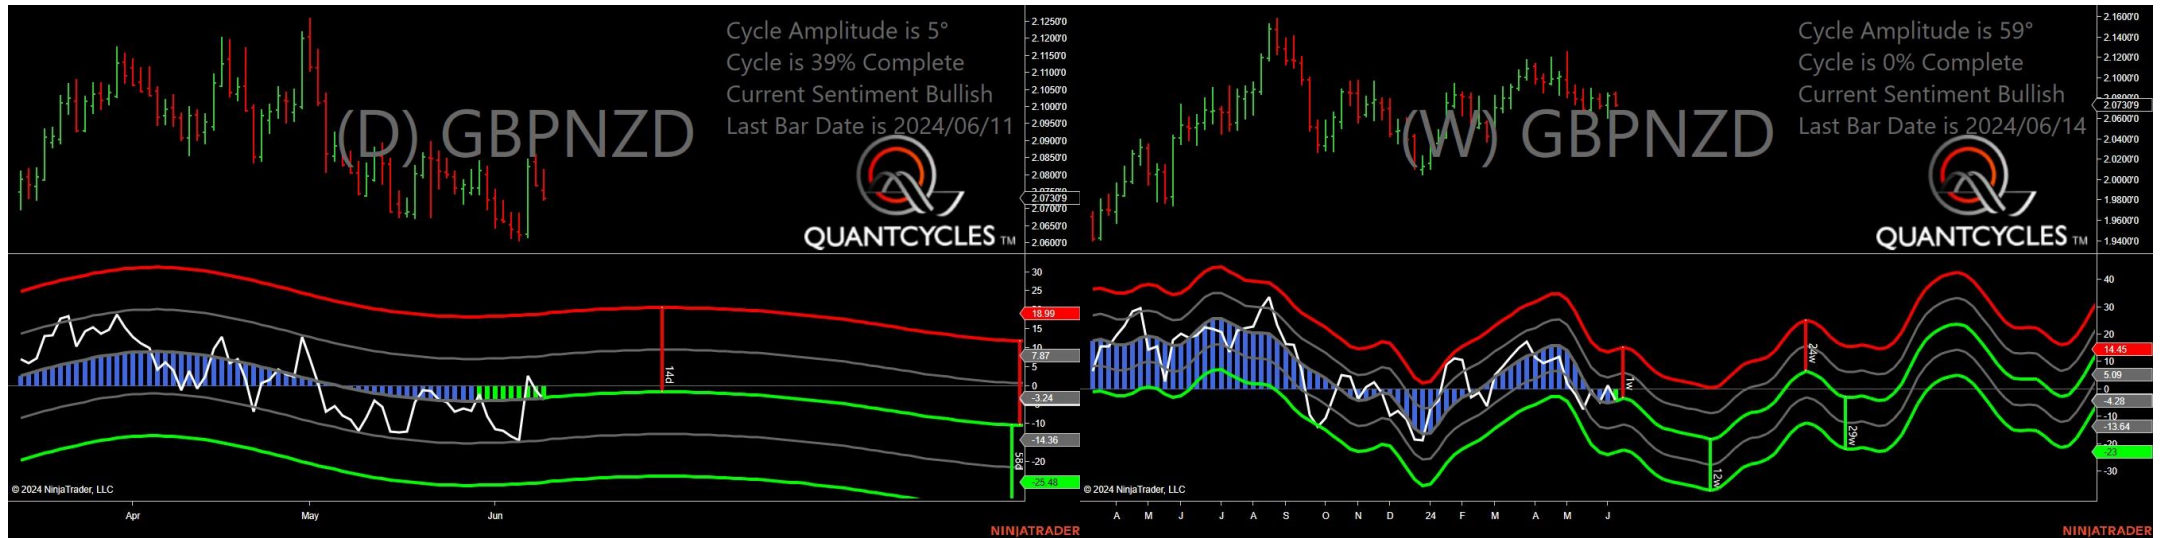 Cycle Amplitude is 5°
Cycle is 39% Complete
Current Sentiment Bullish
Last Bar Date is 2024/06/11
(D) GBPNZD
QUANTCYCLES TM
2.1250'0
2.1200'0
2.1150'0
2.1100'0
2.1050'0
2.1000'0
2.0950'0
2.0900'0
2.0850'0
2.0800'0
2.0730'9
2.0700'0
2.0650'0
2.0600'0
30
25
18.99
15
10
7.87
5
0
-3.24
-10
-14.36
-20
-25.48
14d
58d
© 2024 NinjaTrader, LLC
Apr May Jun
NINJATRADER
Cycle Amplitude is 59°
Cycle is 0% Complete
Current Sentiment Bullish
Last Bar Date is 2024/06/14
(W) GBPNZD
QUANTCYCLES TM
2.1600'0
2.1400'0
2.1200'0
2.1000'0
2.0730'9
2.0600'0
2.0400'0
2.0200'0
2.0000'0
1.9800'0
1.9600'0
1.9400'0
40
30
20
14.45
5.09
0
-4.28
-10
-13.64
-20
-23
-30
1w
12w
24w
29w
© 2024 NinjaTrader, LLC
A M J J A S O N D 24 F M A M J
NINJATRADER